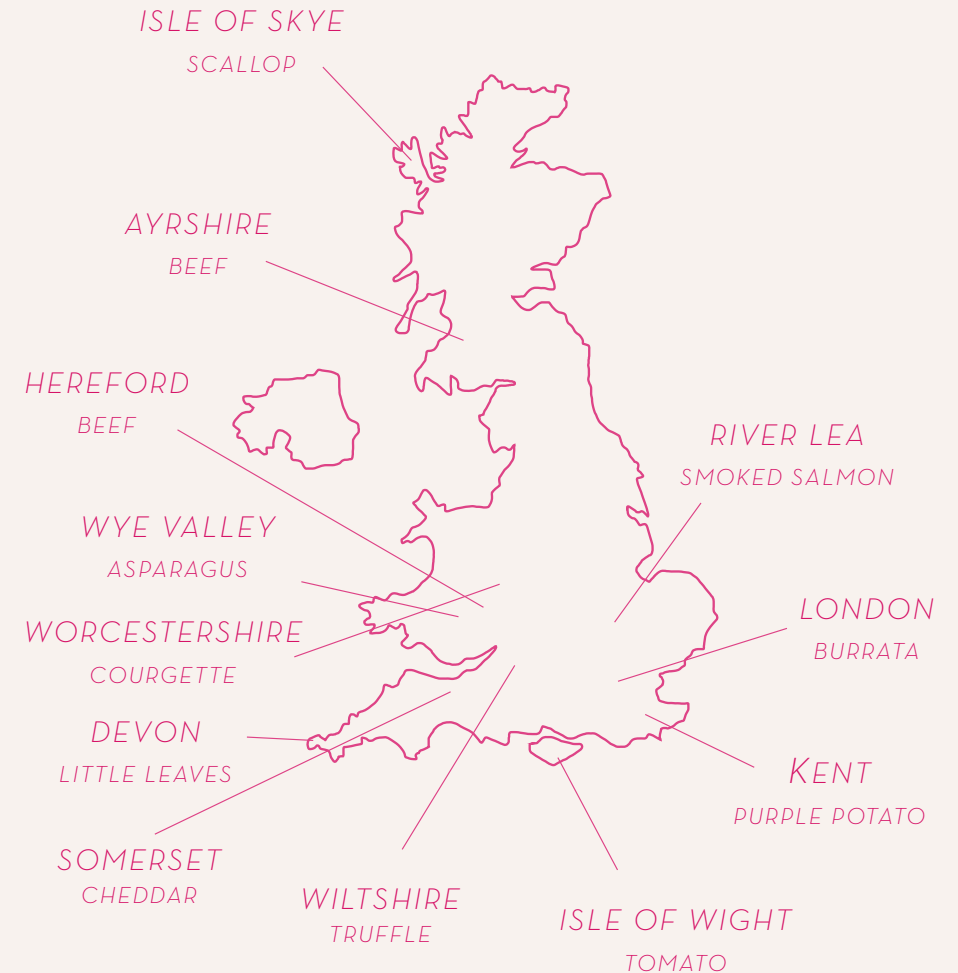 ISLE OF SKYE
SCALLOP
AYRSHIRE
BEEF
HEREFORD
BEEF
RIVER LEA
SMOKED SALMON
WYE VALLEY
ASPARAGUS
LONDON
BURRATA
WORCESTERSHIRE
COURGETTE
DEVON
LITTLE LEAVES
KENT
PURPLE POTATO
SOMERSET
CHEDDAR
WILTSHIRE
TRUFFLE
ISLE OF WIGHT
TOMATO